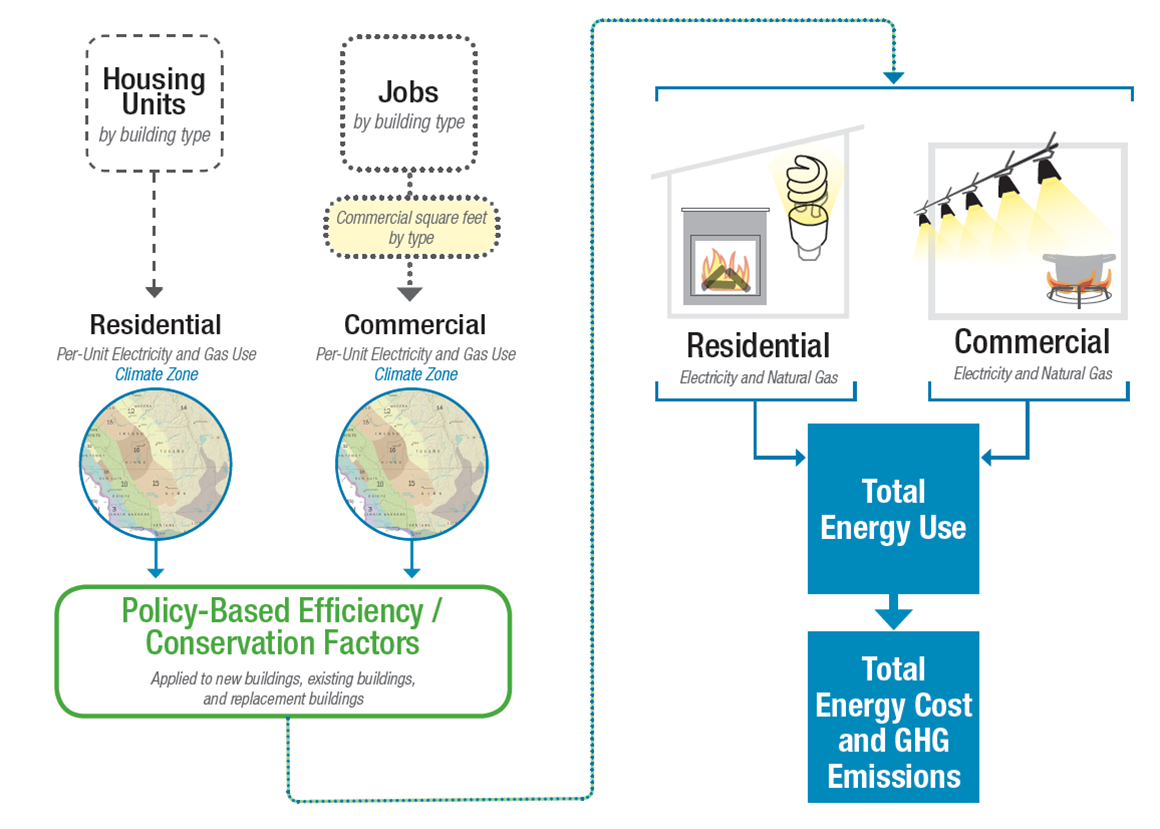 Housing
Units
by building type
Jobs
by building type
Commercial square feet
by type
Residential
Per-Unit Electricity and Gas Use
Climate Zone
Commercial
Per-Unit Electricity and Gas Use
Climate Zone
Policy-Based Efficiency /
Conservation Factors
Applied to new buildings, existing buildings,
and replacement buildings
Residential
Electricity and Natural Gas
Commercial
Electricity and Natural Gas
Total
Energy Use
Total
Energy Cost
and GHG
Emissions